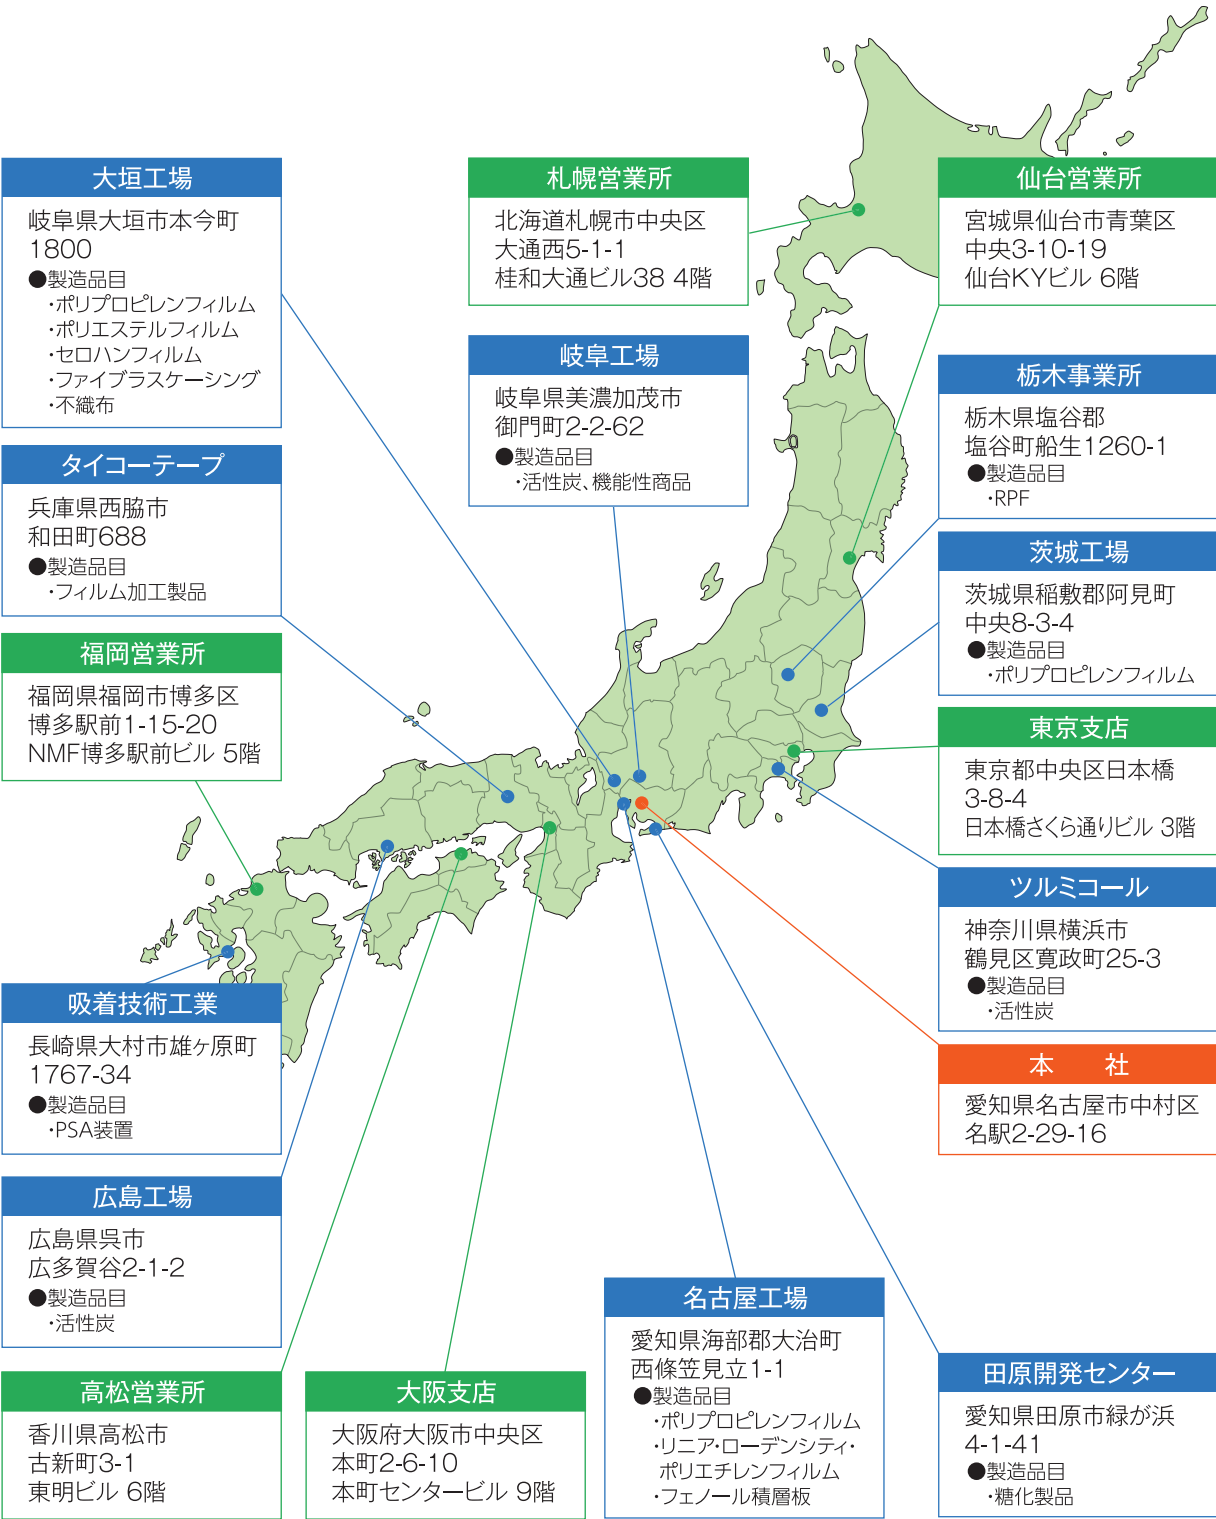 大垣工場
岐阜県大垣市本今町
1800
●製造品目
・ポリプロピレンフィルム
・ポリエステルフィルム
・セロハンフィルム
・ファイブラスケーシング
・不織布
タイコーテープ
兵庫県西脇市
和田町688
●製造品目
・フィルム加工製品
福岡営業所
福岡県福岡市博多区
博多駅前1-15-20
NMF博多駅前ビル 5階
吸着技術工業
長崎県大村市雄ヶ原町
1767-34
●製造品目
・PSA装置
広島工場
広島県呉市
広多賀谷2-1-2
●製造品目
・活性炭
高松営業所
香川県高松市
古新町3-1
東明ビル 6階
大阪支店
大阪府大阪市中央区
本町2-6-10
本町センタービル 9階
札幌営業所
北海道札幌市中央区
大通西5-1-1
桂和大通ビル38 4階
岐阜工場
岐阜県美濃加茂市
御門町2-2-62
●製造品目
・活性炭、機能性商品
名古屋工場
愛知県海部郡大治町
西條笠見立1-1
●製造品目
・ポリプロピレンフィルム
・リニア・ローデンシティ・
ポリエチレンフィルム
・フェノール積層板
仙台営業所
宮城県仙台市青葉区
中央3-10-19
仙台KYビル 6階
栃木事業所
栃木県塩谷郡
塩谷町船生1260-1
●製造品目
・RPF
茨城工場
茨城県稲敷郡阿見町
中央8-3-4
●製造品目
・ポリプロピレンフィルム
東京支店
東京都中央区日本橋
3-8-4
日本橋さくら通りビル 3階
ツルミコール
神奈川県横浜市
鶴見区寛政町25-3
●製造品目
・活性炭
本 社
愛知県名古屋市中村区
名駅2-29-16
田原開発センター
愛知県田原市緑が浜
4-1-41
●製造品目
・糖化製品